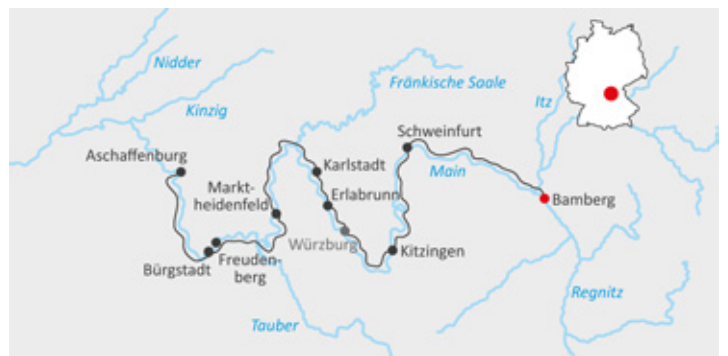 Nidder
Kinzig
Fränkische Saale
Itz
Schweinfurt
Aschaffenburg
Karlstadt
Main
Markt-
heidenfeld
Erlabrunn
Bamberg
Würzburg
Kitzingen
Bürgstadt
Freuden-
berg
Regnitz
Tauber